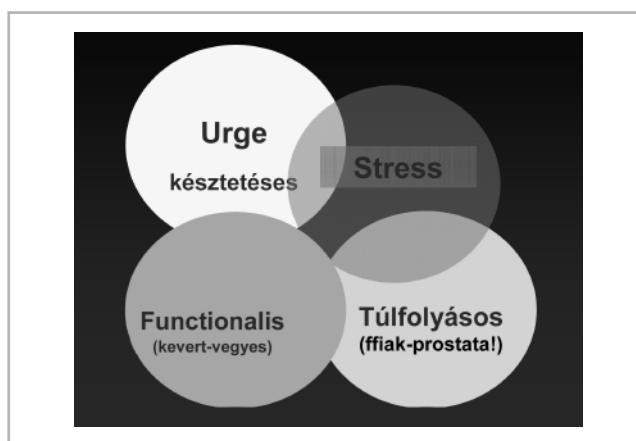 Urge
késztetéses
Stress
Functionalis
(kevert-vegyes)
Túlfolyásos
(ffiak-prostata!)